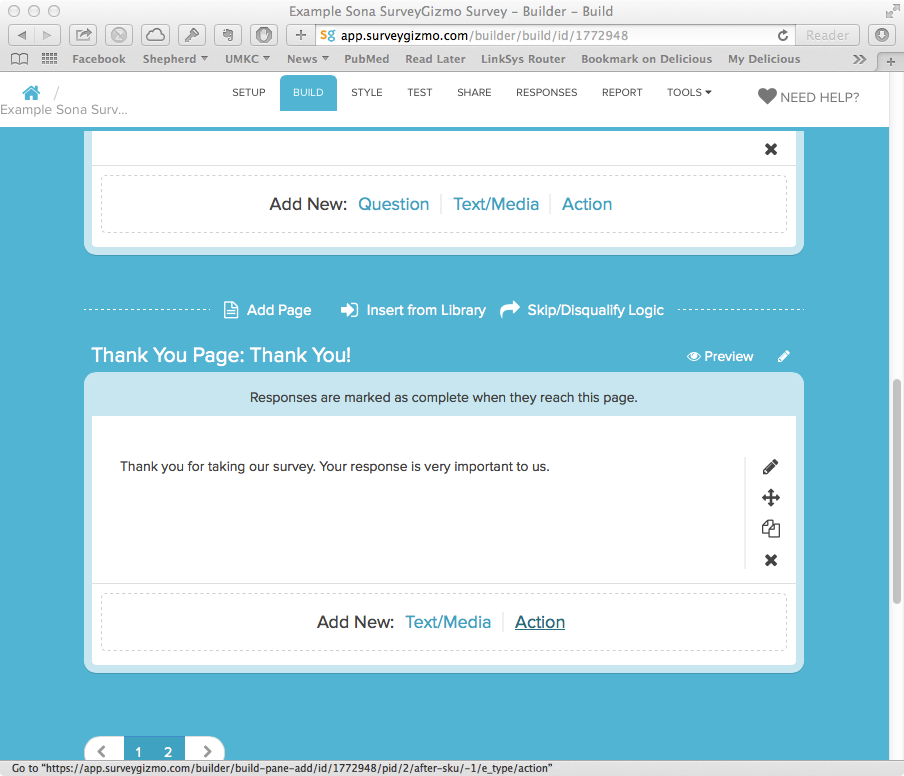 Example Sona SurveyGizmo Survey – Builder – Build
Sg app.surveygizmo.com/builder/build/id/1772948 Reader
Facebook Shepherd UMKC News PubMed Read Later LinkSys Router Bookmark on Delicious My Delicious
/ SETUP BUILD STYLE TEST SHARE RESPONSES REPORT TOOLS NEED HELP?
Example Sona Surv...
Add New: Question Text/Media Action
Add Page Insert from Library Skip/Disqualify Logic
Thank You Page: Thank You! Preview
Responses are marked as complete when they reach this page.
Thank you for taking our survey. Your response is very important to us.
Add New: Text/Media Action
1 2
Go to "https://app.surveygizmo.com/builder/build-pane-add/id/1772948/pid/2/after-sku/-1/e_type/action"